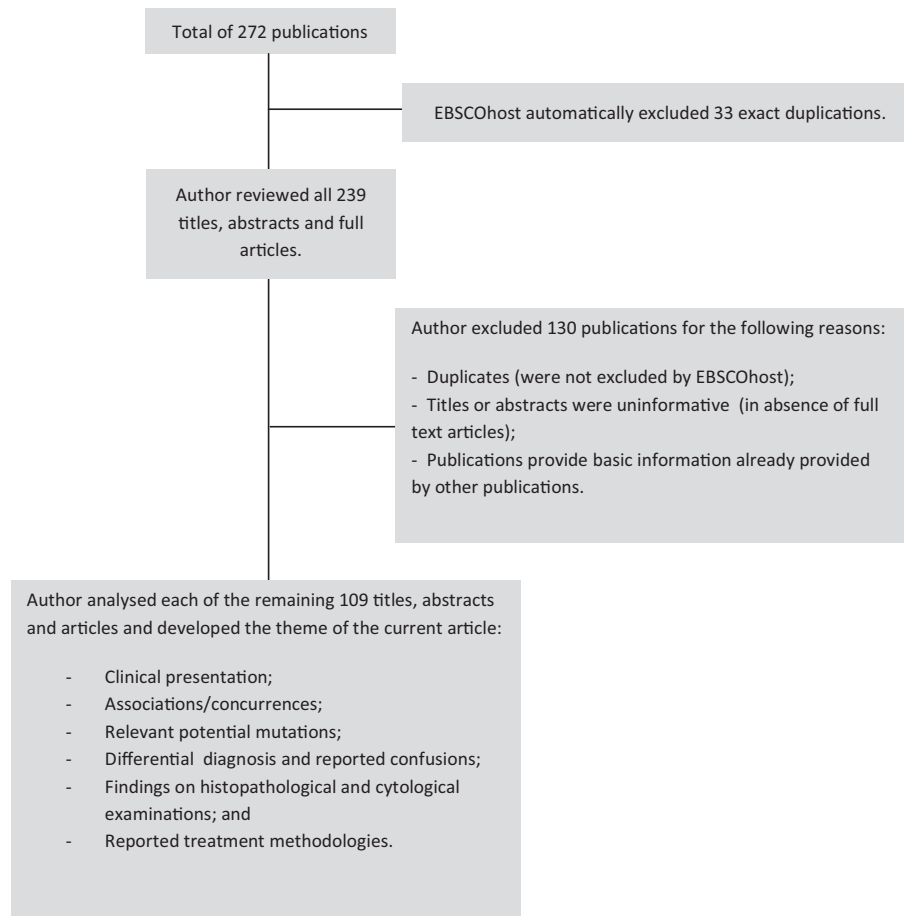 Total of 272 publications
EBSCOhost automatically excluded 33 exact duplications.
Author reviewed all 239
titles, abstracts and full
articles.
Author excluded 130 publications for the following reasons:
- Duplicates (were not excluded by EBSCOhost);
- Titles or abstracts were uninformative (in absence of full
text articles);
- Publications provide basic information already provided
by other publications.
Author analysed each of the remaining 109 titles, abstracts
and articles and developed the theme of the current article:
- Clinical presentation;
- Associations/concurrences;
- Relevant potential mutations;
- Differential diagnosis and reported confusions;
- Findings on histopathological and cytological
examinations; and
- Reported treatment methodologies.